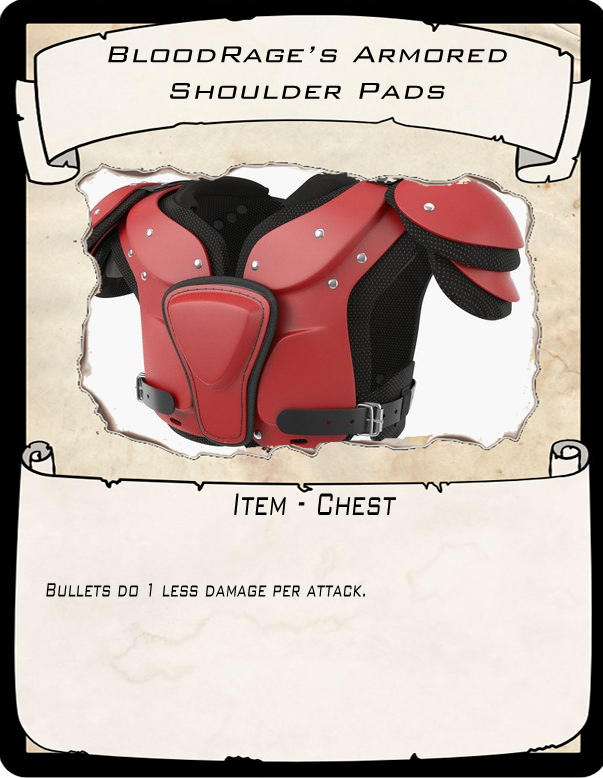 BloodRage's Armored
Shoulder Pads
Item - Chest
Bullets do 1 less damage per attack.